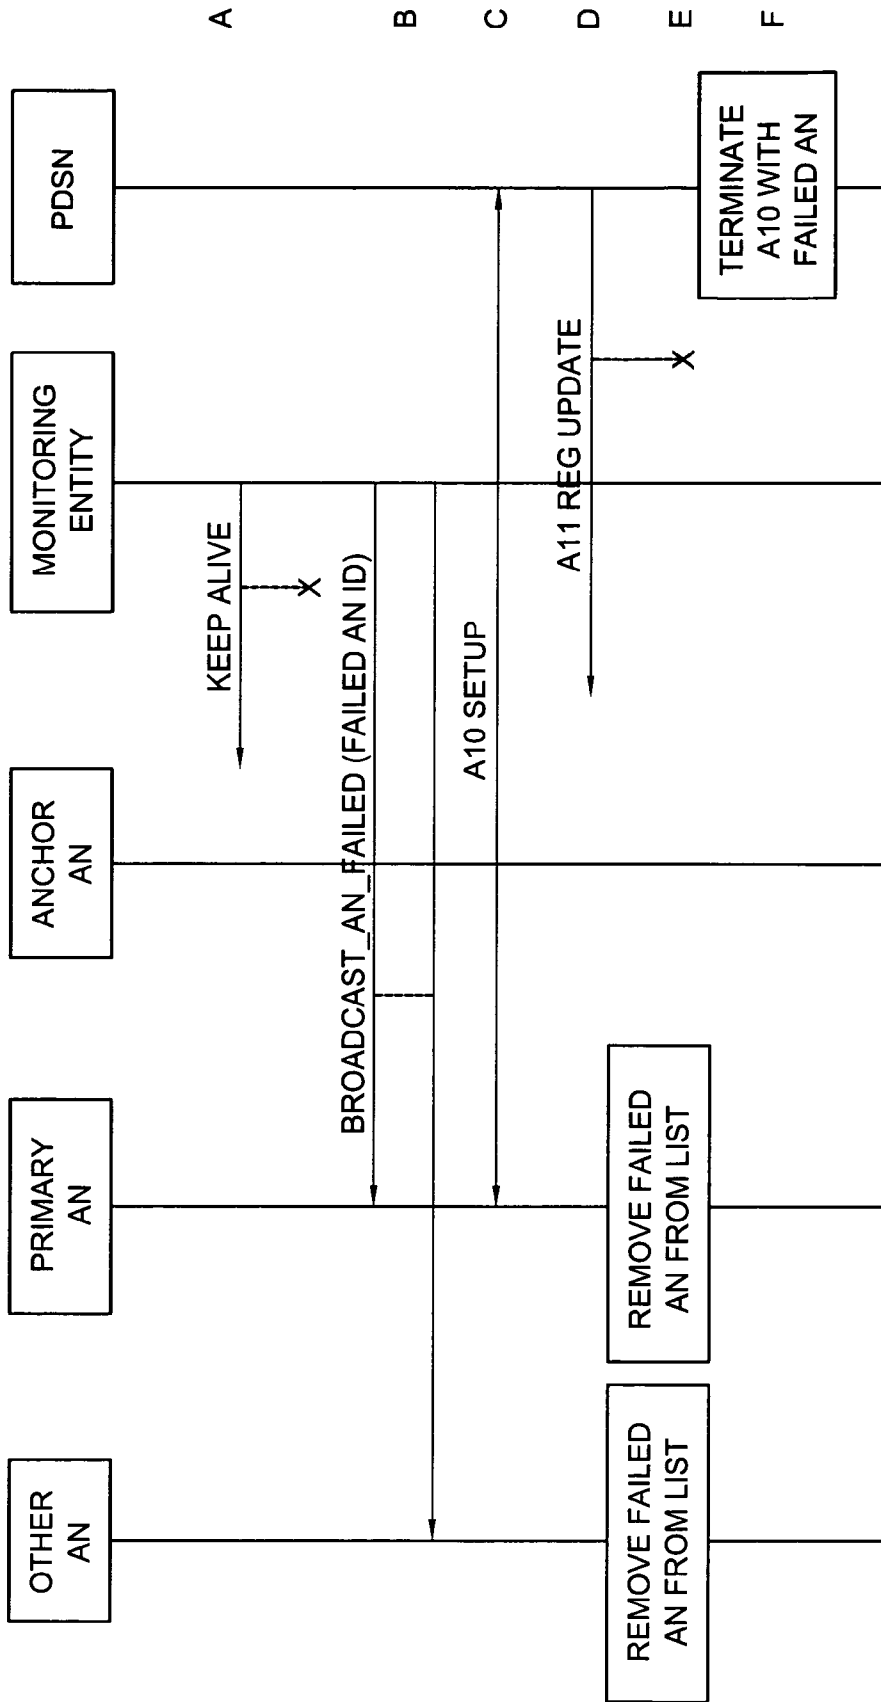 OTHER
AN
PRIMARY
AN
ANCHOR
AN
MONITORING
ENTITY
PDSN
KEEP ALIVE
A
BROADCAST_AN_FAILED (FAILED AN ID)
B
A10 SETUP
C
A11 REG UPDATE
D
REMOVE FAILED
AN FROM LIST
REMOVE FAILED
AN FROM LIST
E
TERMINATE
A10 WITH
FAILED AN
F